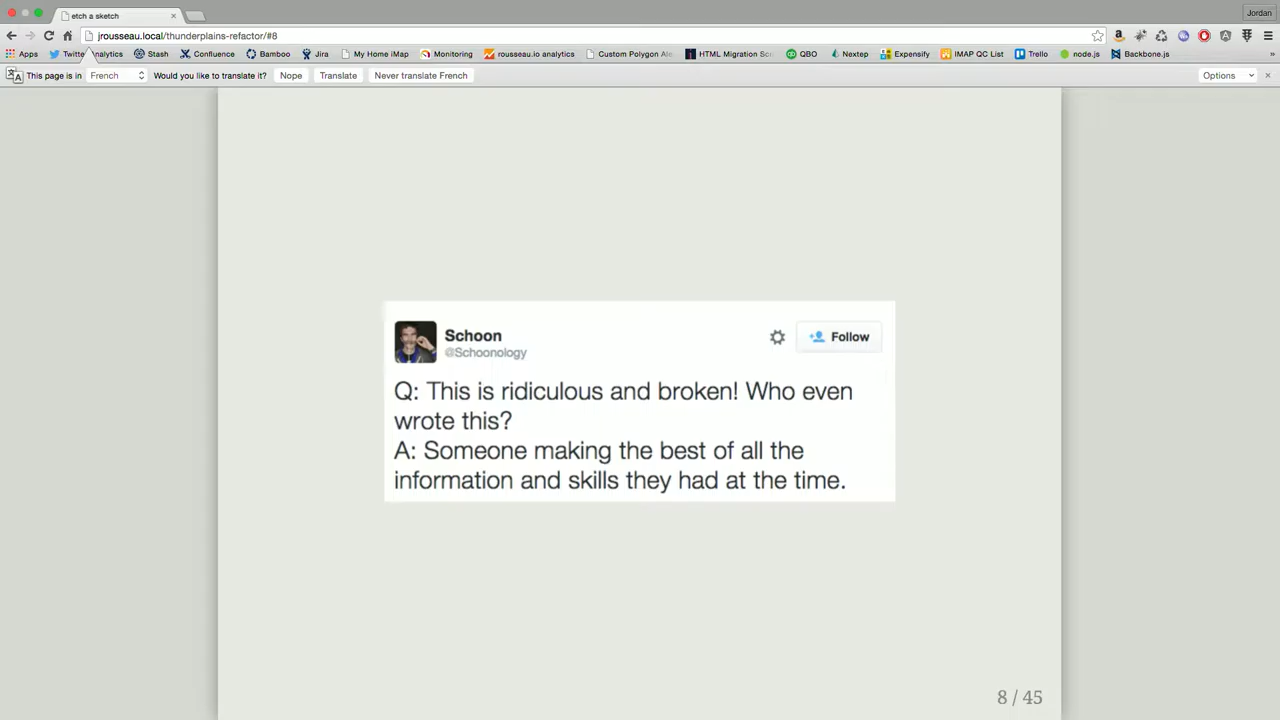 etch a sketch
Jordan
jrousseau.local/thunderplains-refactor/#8
Apps Twitte nalytics Stash Confluence Bamboo Jira My Home iMap Monitoring rousseau.io analytics Custom Polygon Ale HTML Migration Sc QBO Nextep Expensify IMAP QC List Trello node.js Backbone.js »
This page is in French Would you like to translate it? Nope Translate Never translate French Options
Schoon
@Schoonology
Follow
Q: This is ridiculous and broken! Who even
wrote this?
A: Someone making the best of all the
information and skills they had at the time.
8 / 45